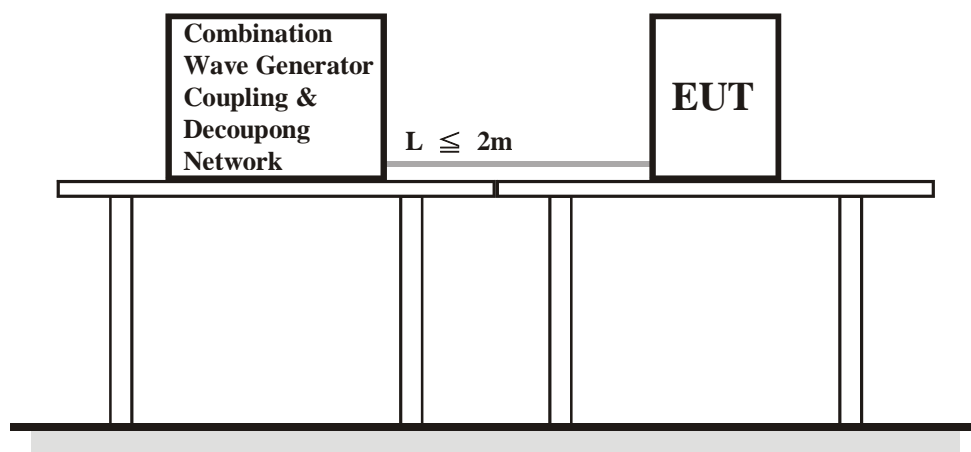 Combination
Wave Generator
Coupling &
Decoupong
Network
L ≦ 2m
EUT